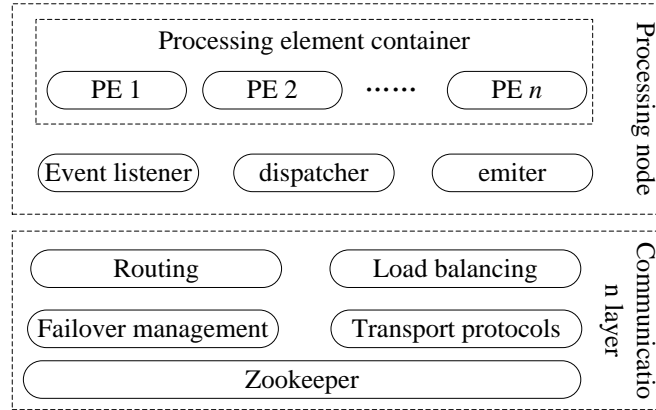 Processing element container
PE 1
PE 2
……
PE n
Processing node
Event listener
dispatcher
emiter
Routing
Load balancing
Failover management
Transport protocols
Zookeeper
Communicatio
n layer